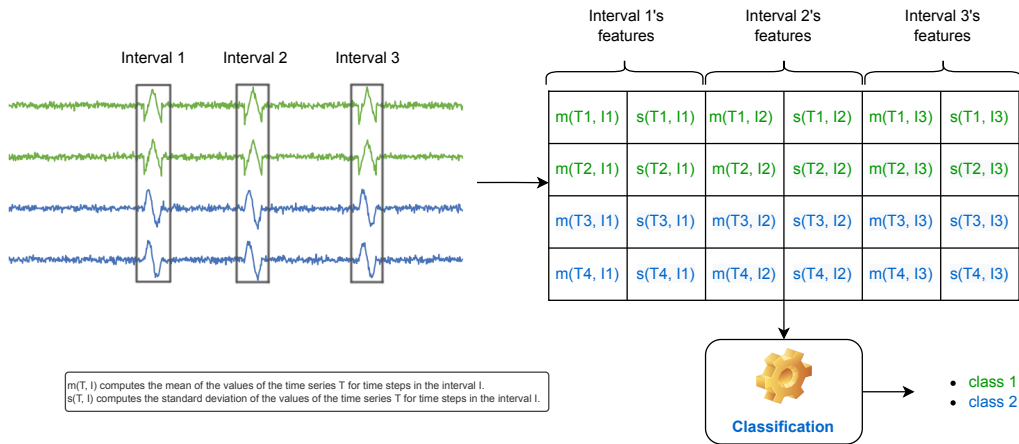 Interval 1's
features
Interval 2's
features
Interval 3's
features
Interval 1
Interval 2
Interval 3
m(T1, I1) s(T1, I1) m(T1, I2) s(T1, I2) m(T1, I3) s(T1, I3)
m(T2, I1) s(T2, I1) m(T2, I2) s(T2, I2) m(T2, I3) s(T2, I3)
m(T3, I1) s(T3, I1) m(T3, I2) s(T3, I2) m(T3, I3) s(T3, I3)
m(T4, I1) s(T4, I1) m(T4, I2) s(T4, I2) m(T4, I3) s(T4, I3)
m(T, I) computes the mean of the values of the time series T for time steps in the interval I.
s(T, I) computes the standard deviation of the values of the time series T for time steps in the interval I.
Classification
• class 1
• class 2